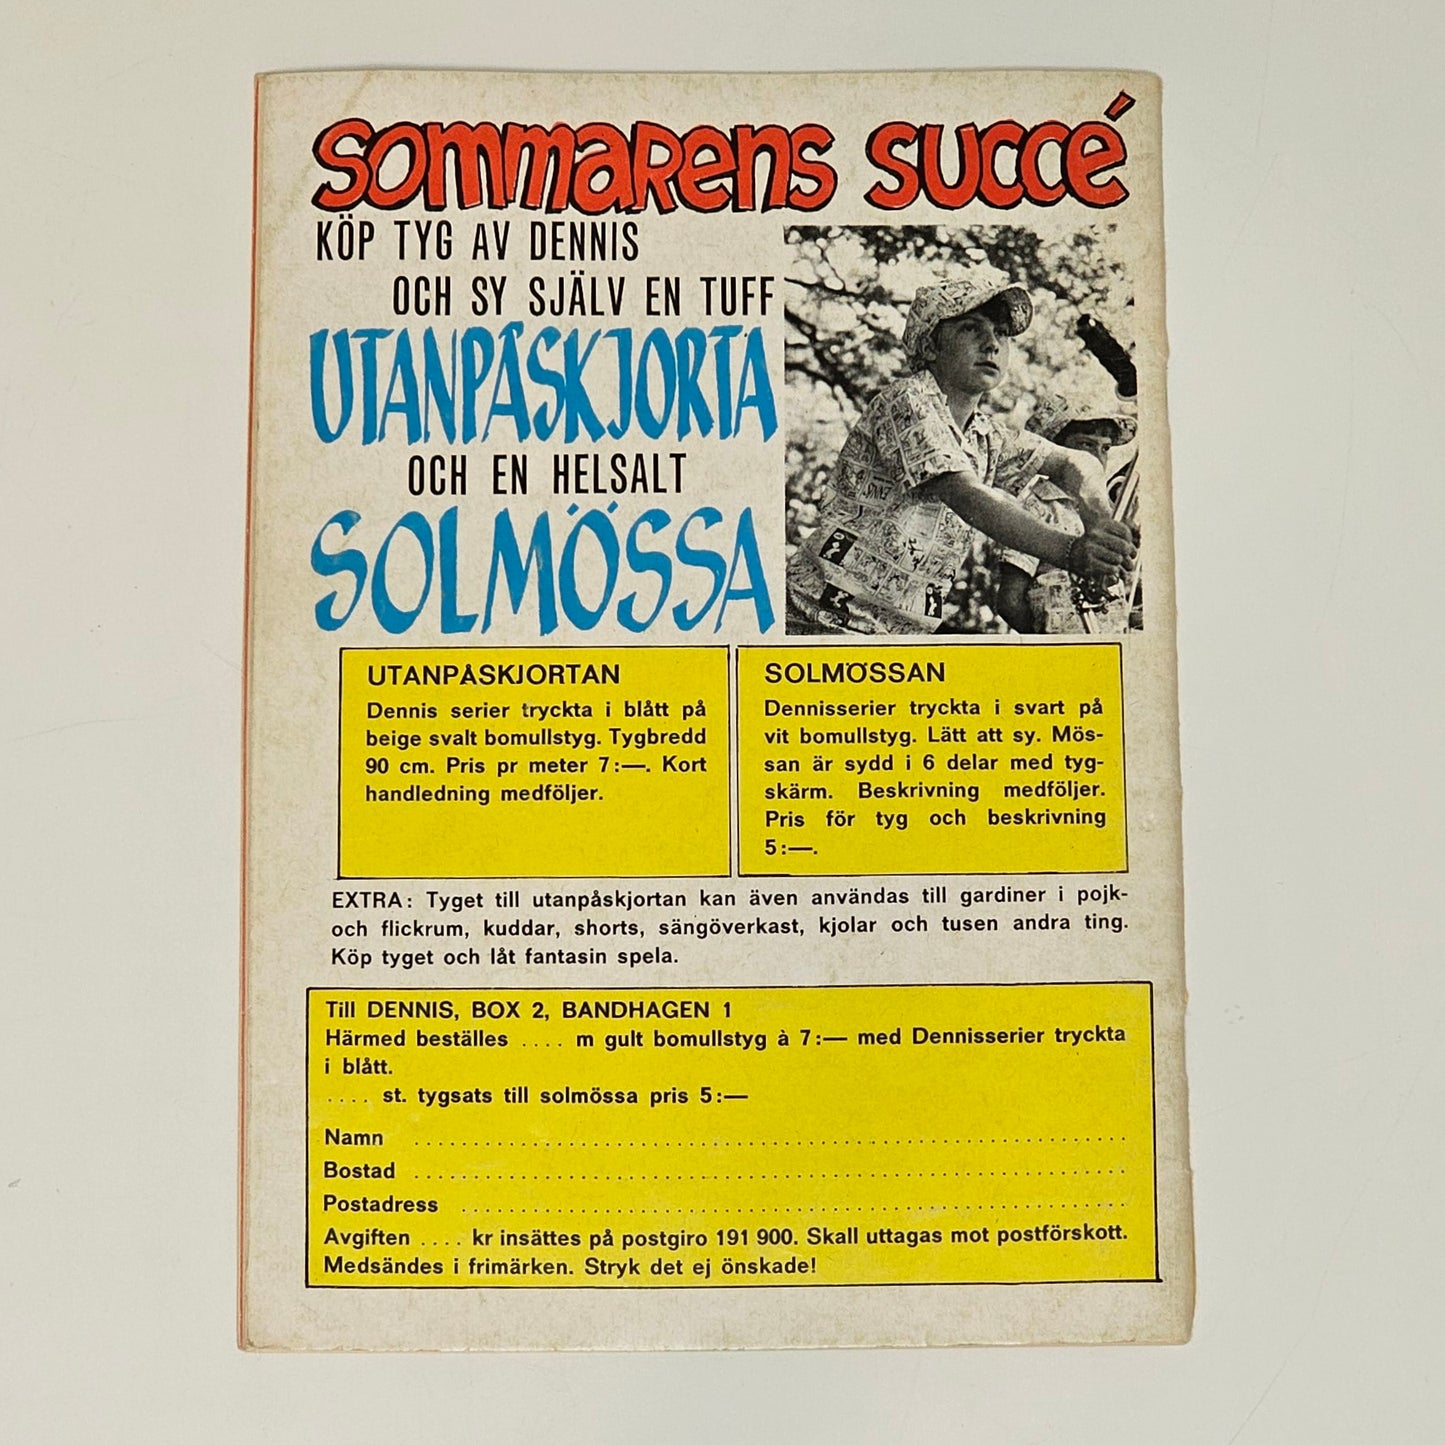 SOMMARENS SUCCÉ
KÖP TYG AV DENNIS
OCH SY SJÄLV EN TUFF
UTANPÅSKJORTA
OCH EN HELSALT
SOLMÖSSA
UTANPÅSKJORTAN
Dennis serier tryckta i blått på
beige svalt bomullstyg. Tygbredd
90 cm. Pris pr meter 7:—. Kort
handledning medföljer.
SOLMÖSSAN
Dennisserier tryckta i svart på
vit bomullstyg. Lätt att sy. Mös-
san är sydd i 6 delar med tyg-
skärm. Beskrivning medföljer.
Pris för tyg och beskrivning
5:—.
EXTRA: Tyget till utanpåskjortan kan även användas till gardiner i pojk-
och flickrum, kuddar, shorts, sängöverkast, kjolar och tusen andra ting.
Köp tyget och låt fantasin spela.
Till DENNIS, BOX 2, BANDHAGEN 1
Härmed beställes .... m gult bomullstyg à 7:— med Dennisserier tryckta
i blått.
.... st. tygsats till solmössa pris 5:—
Namn
Bostad
Postadress
Avgiften .... kr insättes på postgiro 191 900. Skall uttagas mot postförskott.
Medsändes i frimärken. Stryk det ej önskade!